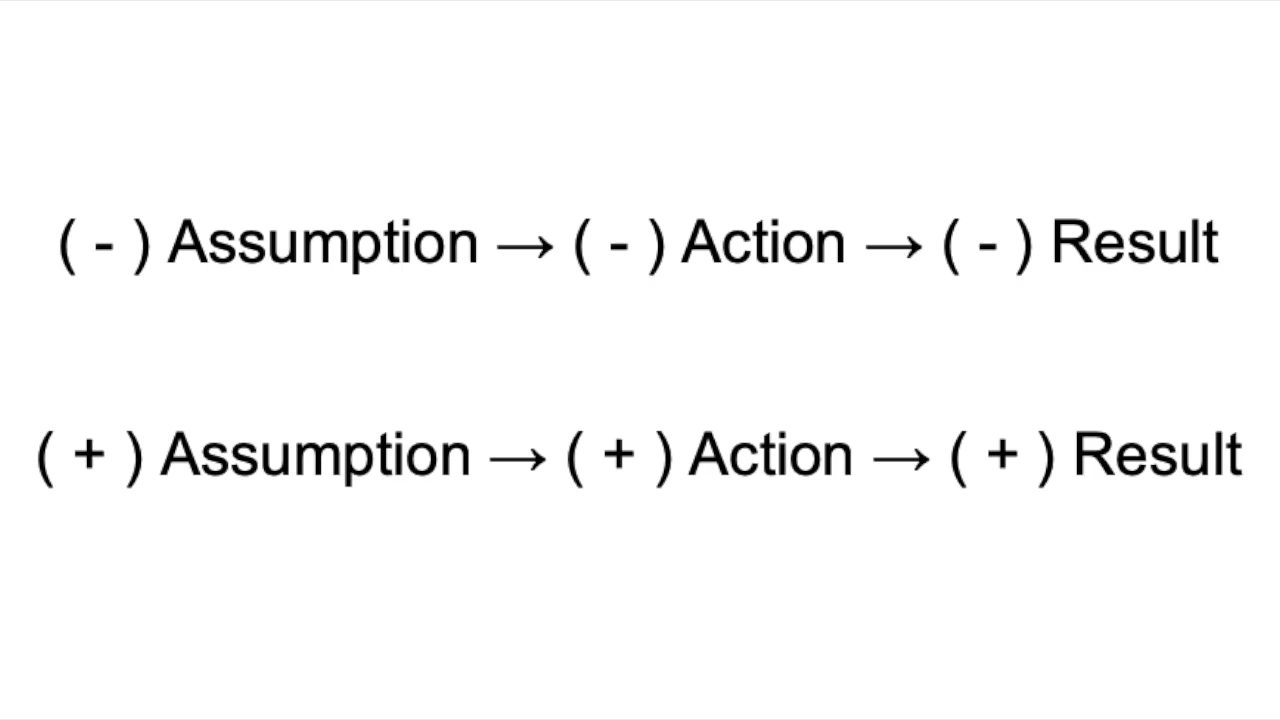 ( - ) Assumption → ( - ) Action → ( - ) Result
( + ) Assumption → ( + ) Action → ( + ) Result